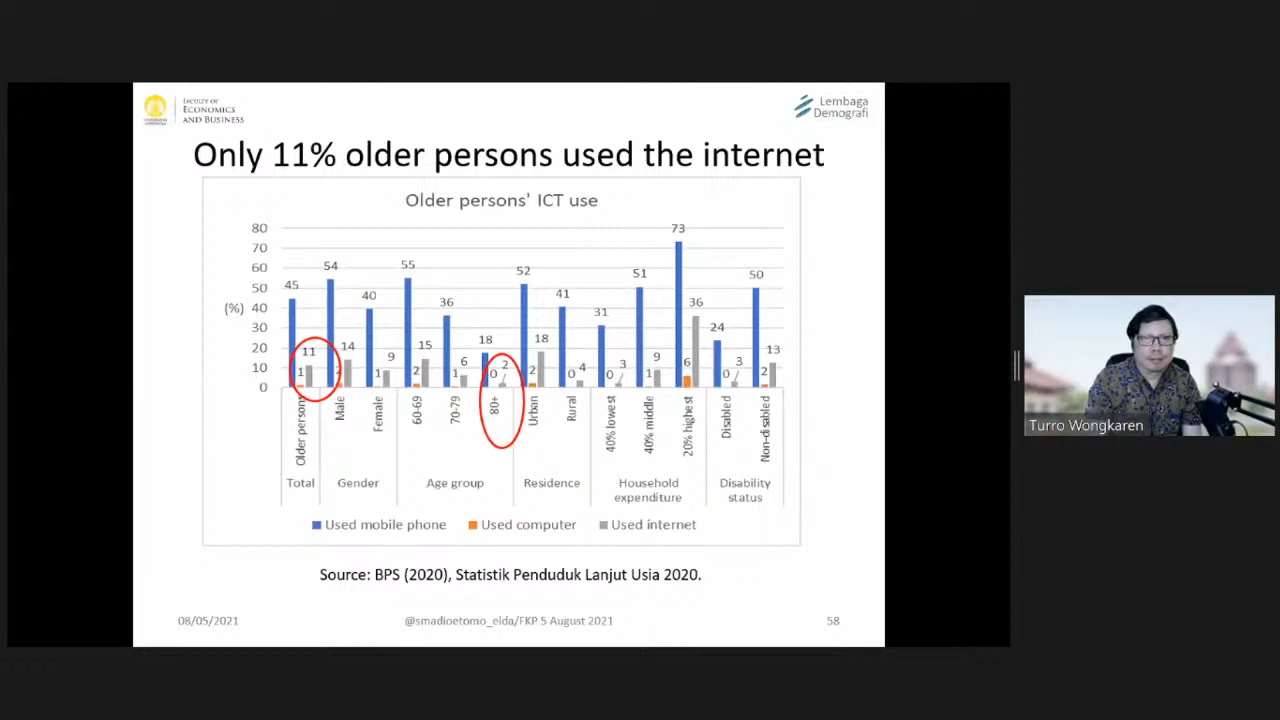 FACULTY OF
ECONOMICS
AND BUSINESS
Lembaga
Demografi
Only 11% older persons used the internet
Older persons' ICT use
(%)
80
70
60
50
40
30
20
10
0
45 1 11
54 2 14
40 1 9
55 2 15
36 1 6
18 0 2
52 2 18
41 0 4
31 0 3
51 1 9
73 6 36
24 0 3
50 2 13
Older persons
Male
Female
60-69
70-79
80+
Urban
Rural
40% lowest
40% middle
20% highest
Disabled
Non-disabled
Total
Gender
Age group
Residence
Household
expenditure
Disability
status
Used mobile phone
Used computer
Used internet
Source: BPS (2020), Statistik Penduduk Lanjut Usia 2020.
08/05/2021
@smadioetomo_elda/FKP 5 August 2021
58
Turro Wongkaren